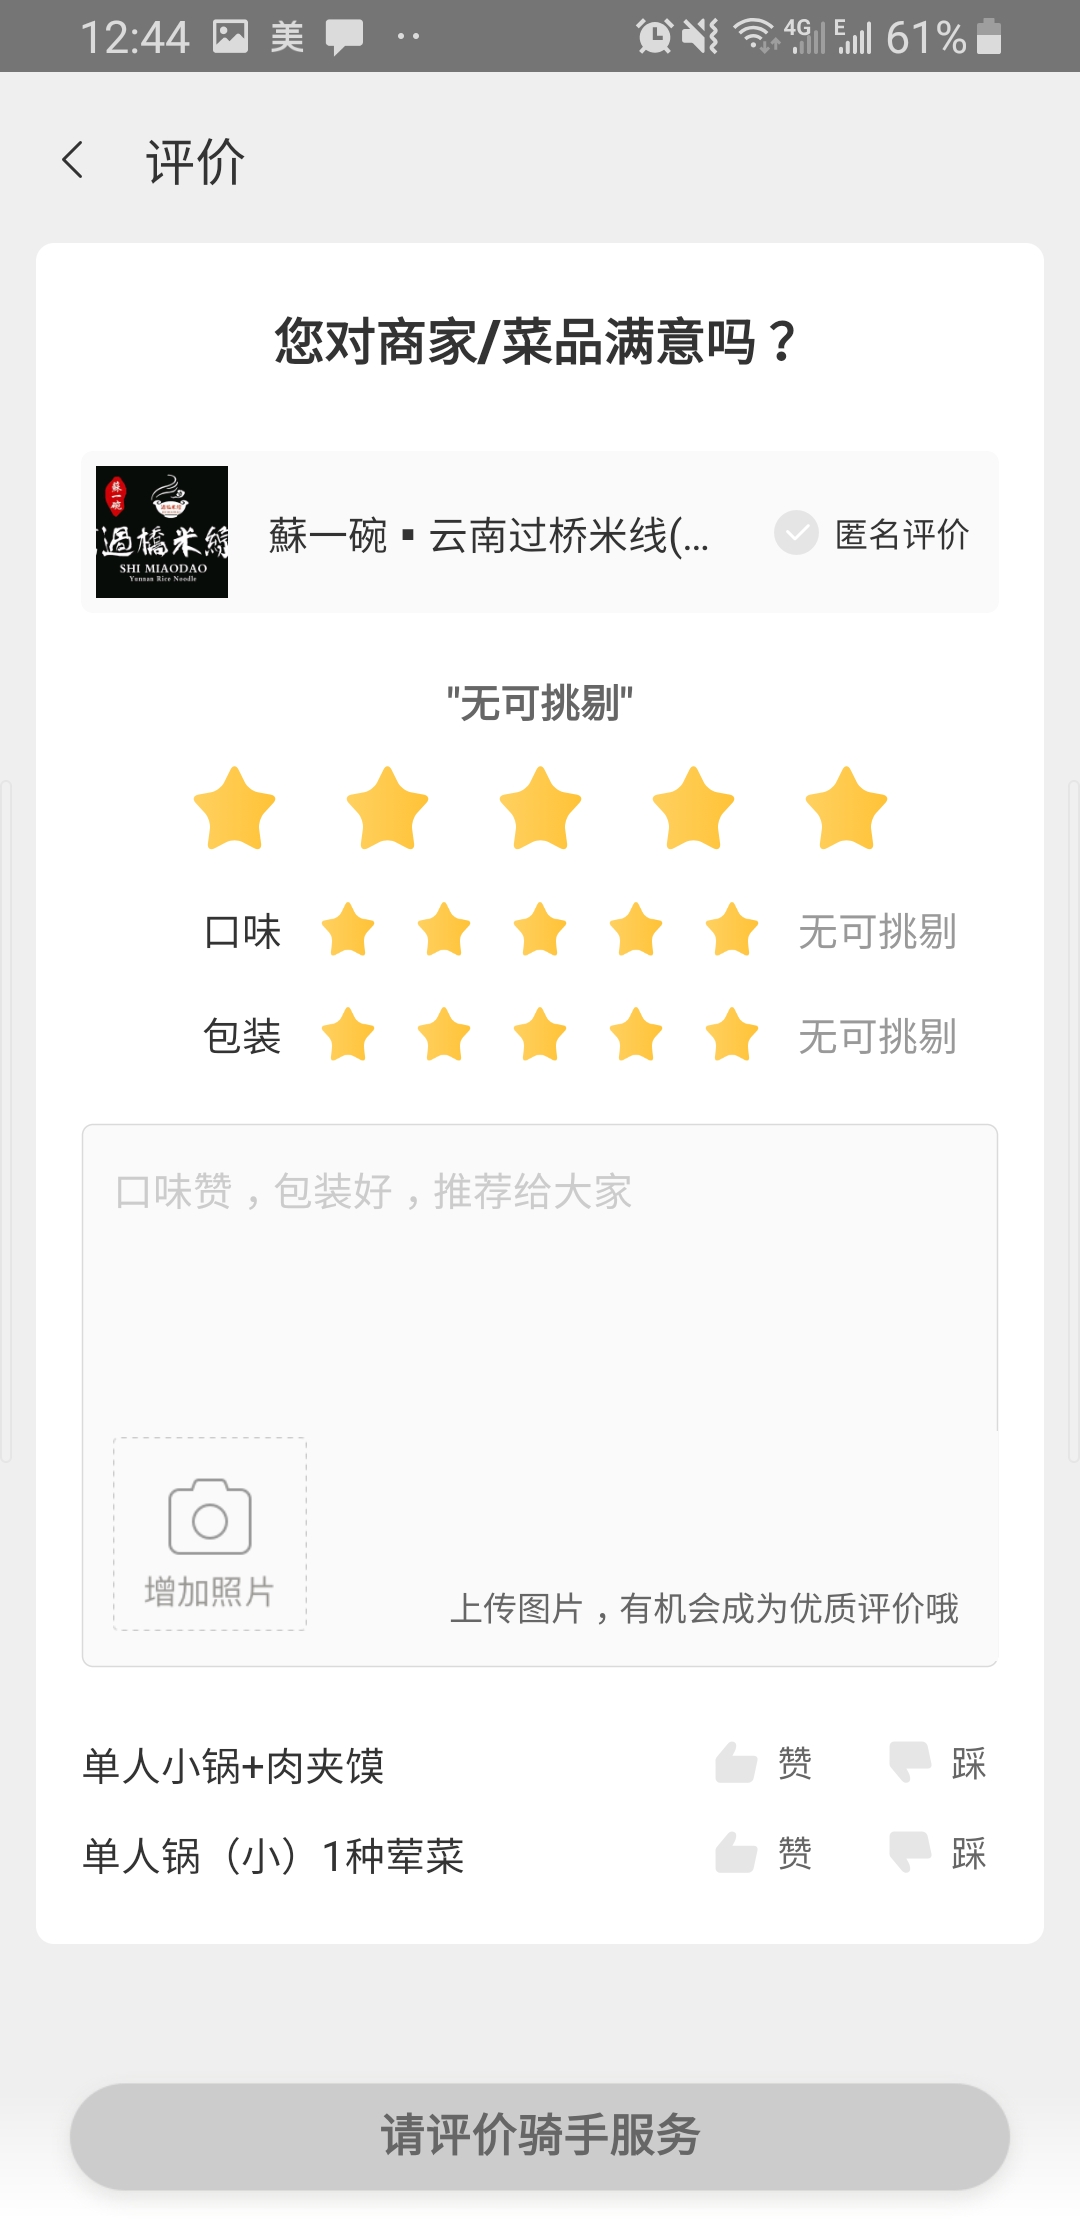 12:44 美 4G E 61%
评价
您对商家/菜品满意吗？
蘇一碗
過橋米線
SHI MIAODAO
Yunnan Rice Noodle
蘇一碗▪云南过桥米线(... 匿名评价
"无可挑剔"
口味 无可挑剔
包装 无可挑剔
口味赞，包装好，推荐给大家
增加照片
上传图片，有机会成为优质评价哦
单人小锅+肉夹馍 赞 踩
单人锅（小）1种荤菜 赞 踩
请评价骑手服务